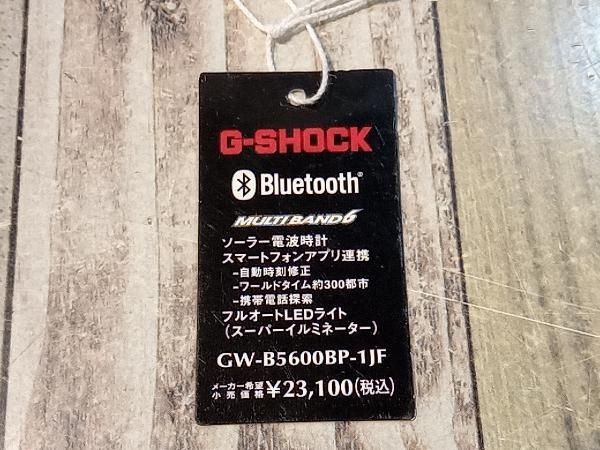 G-SHOCK
Bluetooth®
MULTIBAND6
ソーラー電波時計
スマートフォンアプリ連携
-自動時刻修正
-ワールドタイム約300都市
-携帯電話探索
フルオートLEDライト
(スーパーイルミネーター)
GW-B5600BP-1JF
メーカー希望小売価格 ¥23,100(税込)